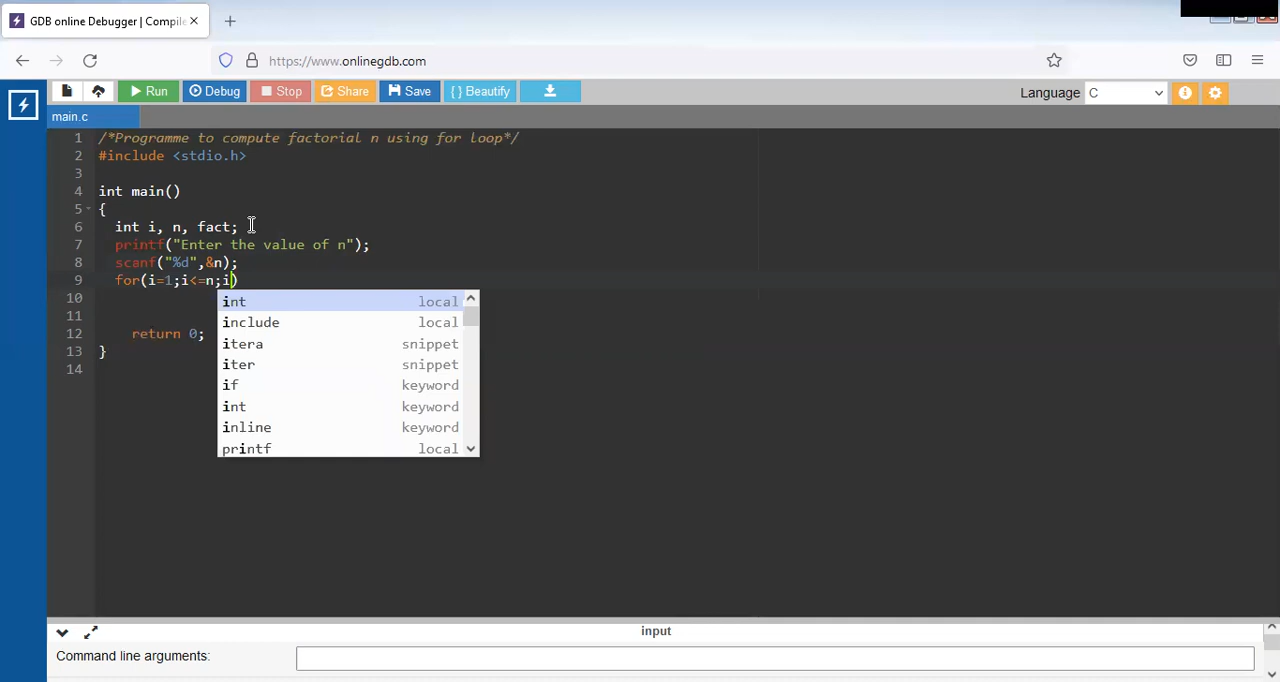 GDB online Debugger | Compile
https://www.onlinegdb.com
Run Debug Stop Share Save { } Beautify Language C
main.c
1 /*Programme to compute factorial n using for loop*/
2 #include <stdio.h>
3
4 int main()
5 {
6 int i, n, fact;
7 printf("Enter the value of n");
8 scanf("%d",&n);
9 for(i=1;i<=n;i)
10 int local
include local
11 itera snippet
12 return 0; iter snippet
13 } if keyword
14 int keyword
inline keyword
printf local
input
Command line arguments: